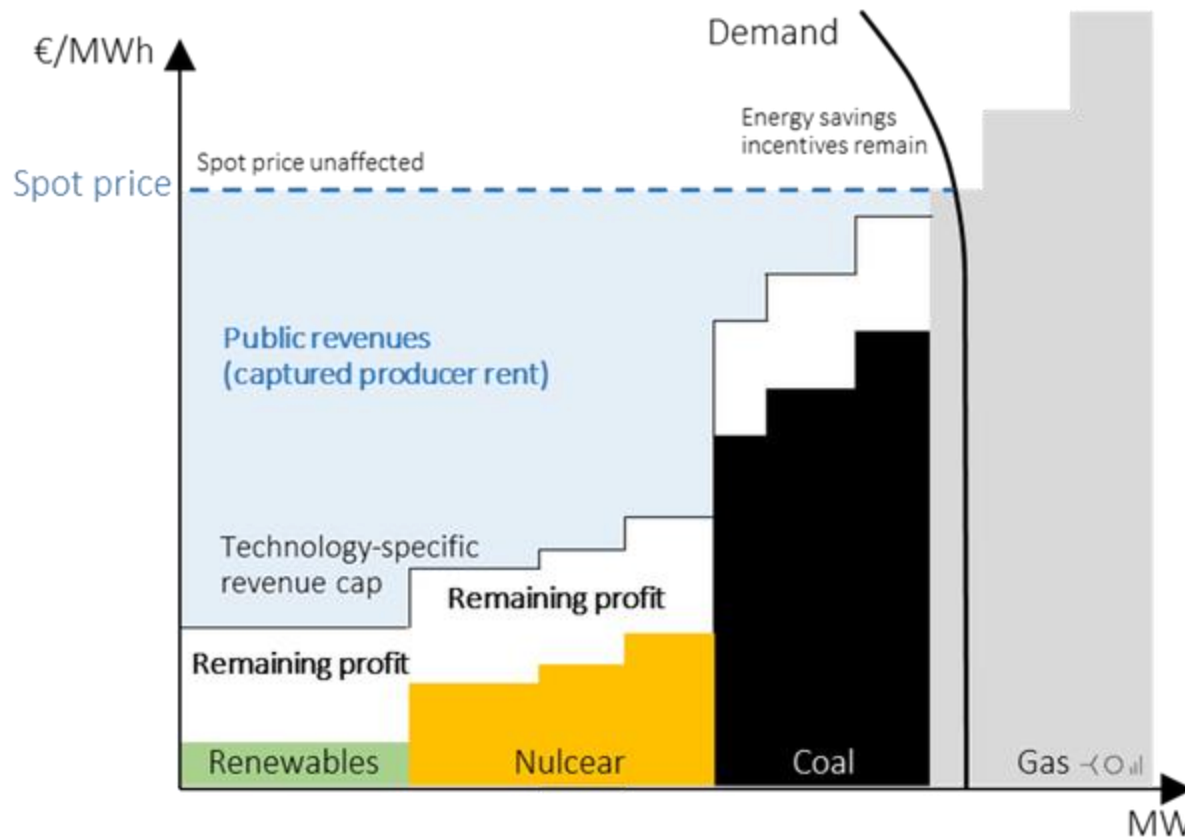 €/MWh
Demand
Energy savings
incentives remain
Spot price unaffected
Spot price
Public revenues
(captured producer rent)
Technology-specific
revenue cap
Remaining profit
Remaining profit
Renewables
Nulcear
Coal
Gas
MW